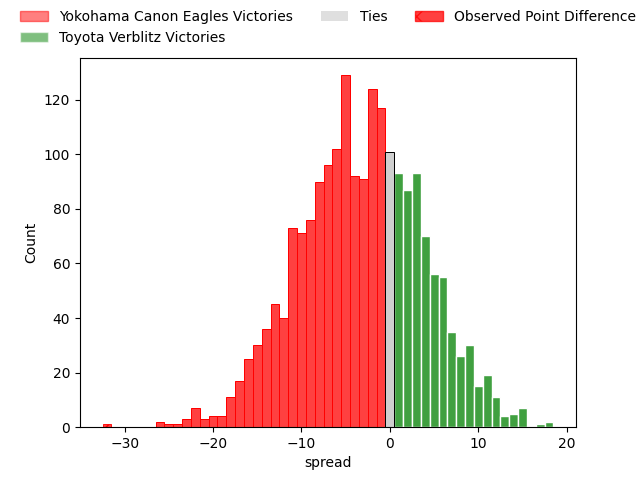 Yokohama Canon Eagles Victories
Toyota Verblitz Victories
Ties
Observed Point Difference
Count
120
100
80
60
40
20
0
−30
−20
−10
0
10
20
spread